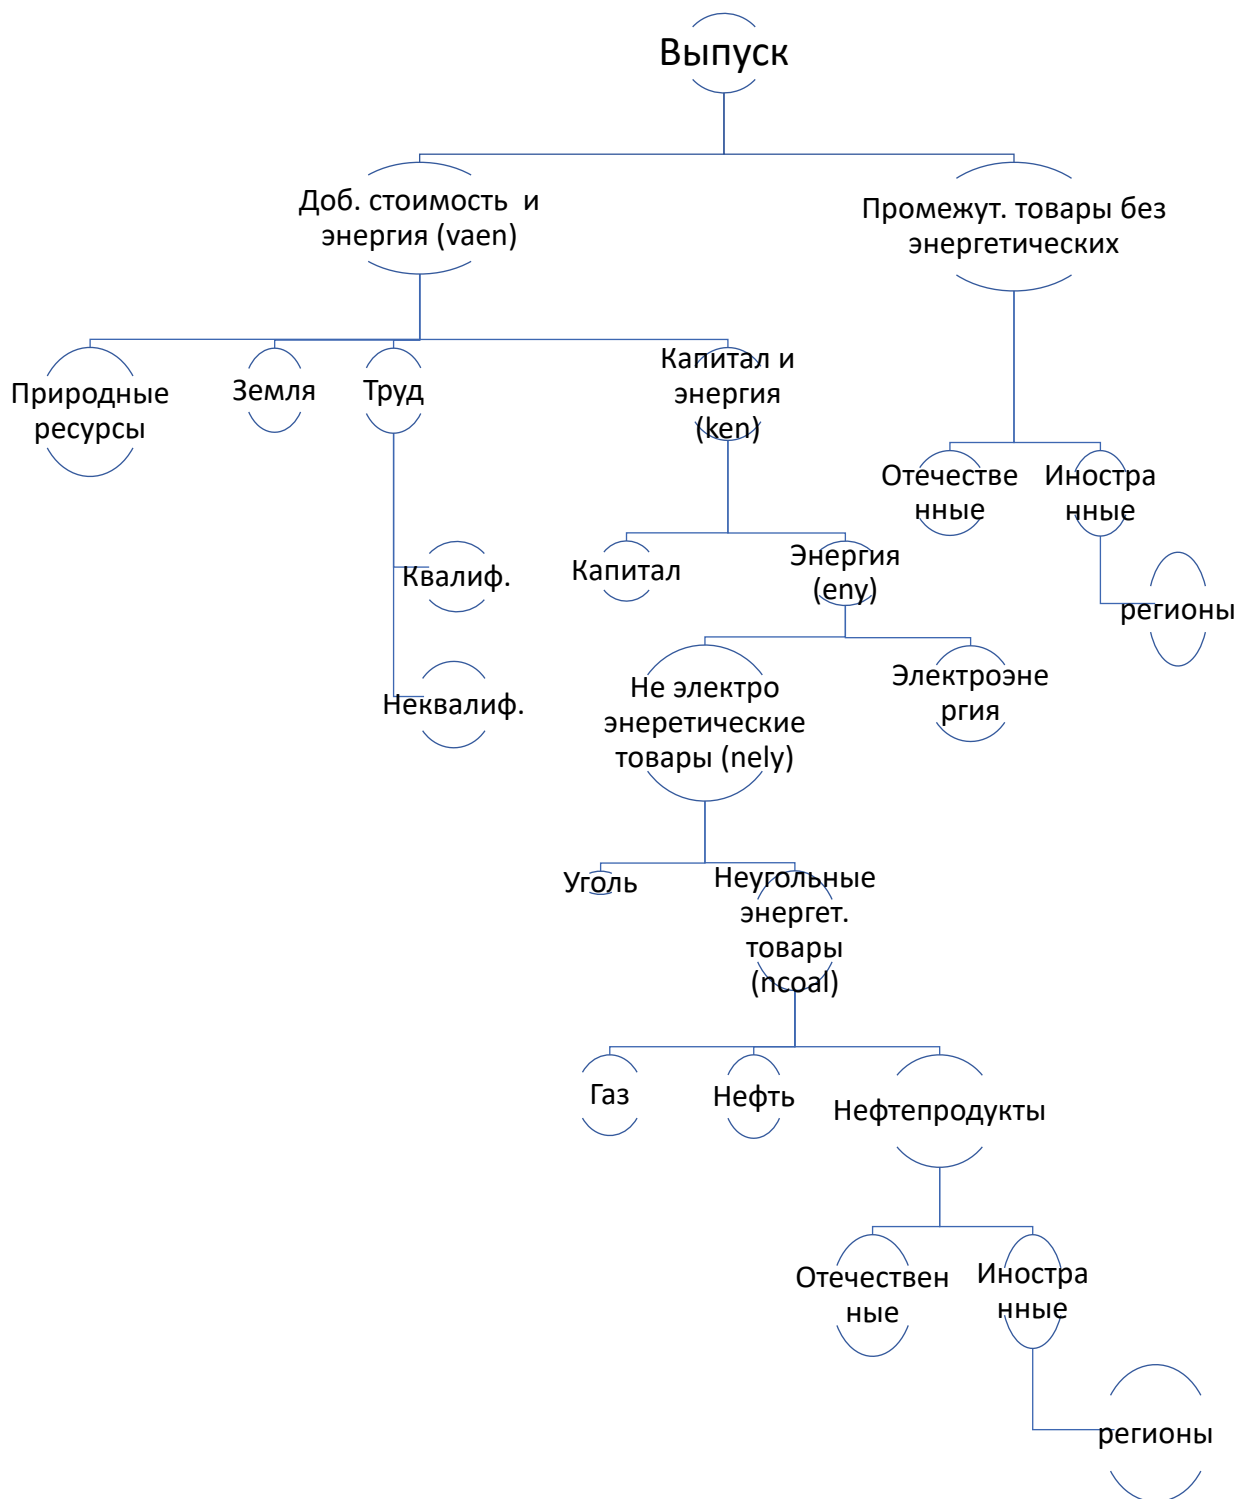 Выпуск
Доб. стоимость и
энергия (vaen)
Промежут. товары без
энергетических
Природные
ресурсы
Земля
Труд
Капитал и
энергия
(ken)
Отечестве
нные
Иностра
нные
Квалиф.
Неквалиф.
Капитал
Энергия
(eny)
регионы
Не электро
энеретические
товары (nely)
Электроэне
ргия
Уголь
Неугольные
энергет.
товары
(ncoal)
Газ
Нефть
Нефтепродукты
Отечествен
ные
Иностра
нные
регионы